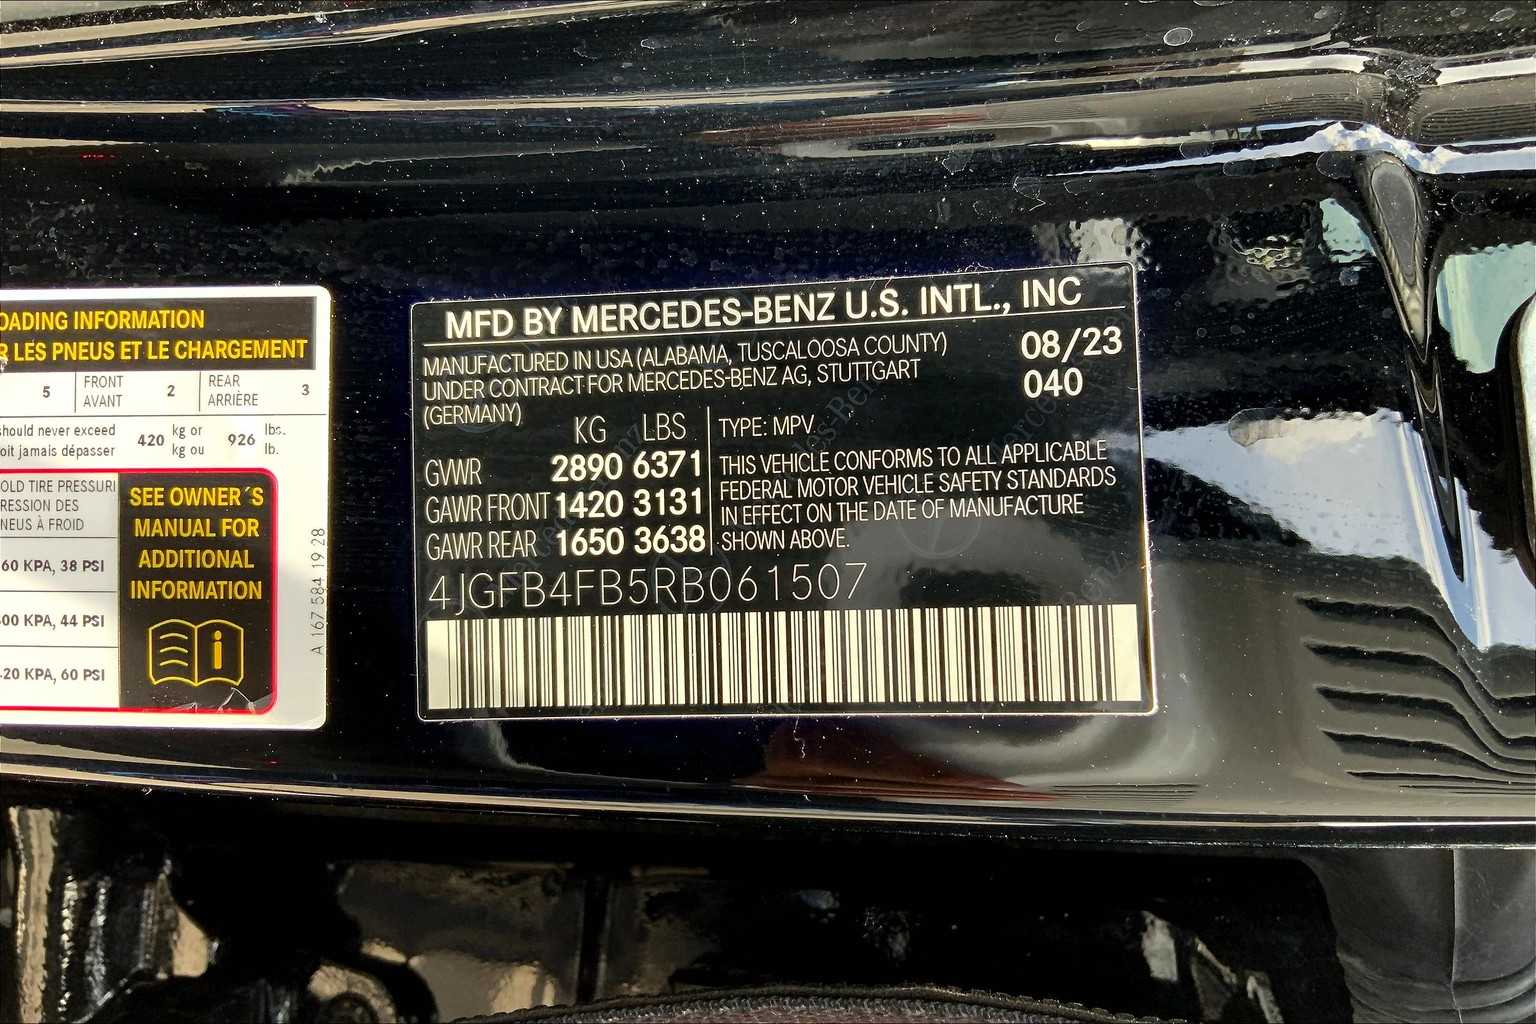 OADING INFORMATION
R LES PNEUS ET LE CHARGEMENT
5 FRONT AVANT 2 REAR ARRIÈRE 3
should never exceed 420 kg or 926 lbs.
oit jamais dépasser kg ou lb.
OLD TIRE PRESSURI
RESSION DES
NEUS À FROID
60 KPA, 38 PSI
00 KPA, 44 PSI
420 KPA, 60 PSI
SEE OWNER´S
MANUAL FOR
ADDITIONAL
INFORMATION
A 167 584 19 28
MFD BY MERCEDES-BENZ U.S. INTL., INC
MANUFACTURED IN USA (ALABAMA, TUSCALOOSA COUNTY)
UNDER CONTRACT FOR MERCEDES-BENZ AG, STUTTGART
(GERMANY)
08/23
040
KG LBS
GVWR 2890 6371
GAWR FRONT 1420 3131
GAWR REAR 1650 3638
TYPE: MPV.
THIS VEHICLE CONFORMS TO ALL APPLICABLE
FEDERAL MOTOR VEHICLE SAFETY STANDARDS
IN EFFECT ON THE DATE OF MANUFACTURE
SHOWN ABOVE.
4JGFB4FB5RB061507